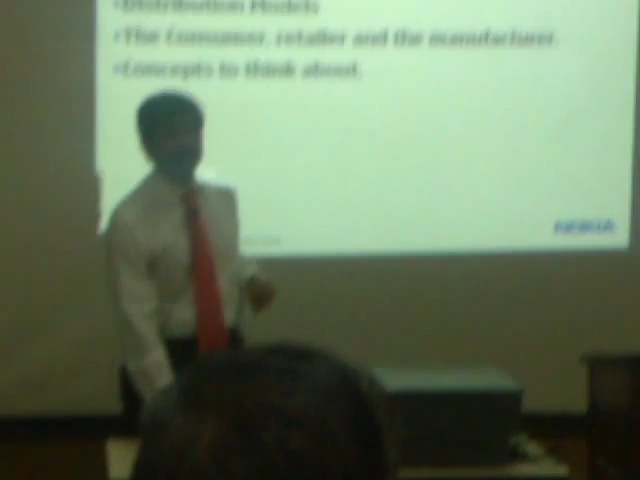 •Distribution Models
•The Consumer, retailer and the manufacturer.
•Concepts to think about.
NOKIA